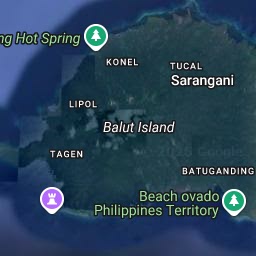 ng Hot Spring
KONEL
TUCAL
Sarangani
LIPOL
Balut Island
TAGEN
BATUGANDING
Beach ovado
Philippines Territory